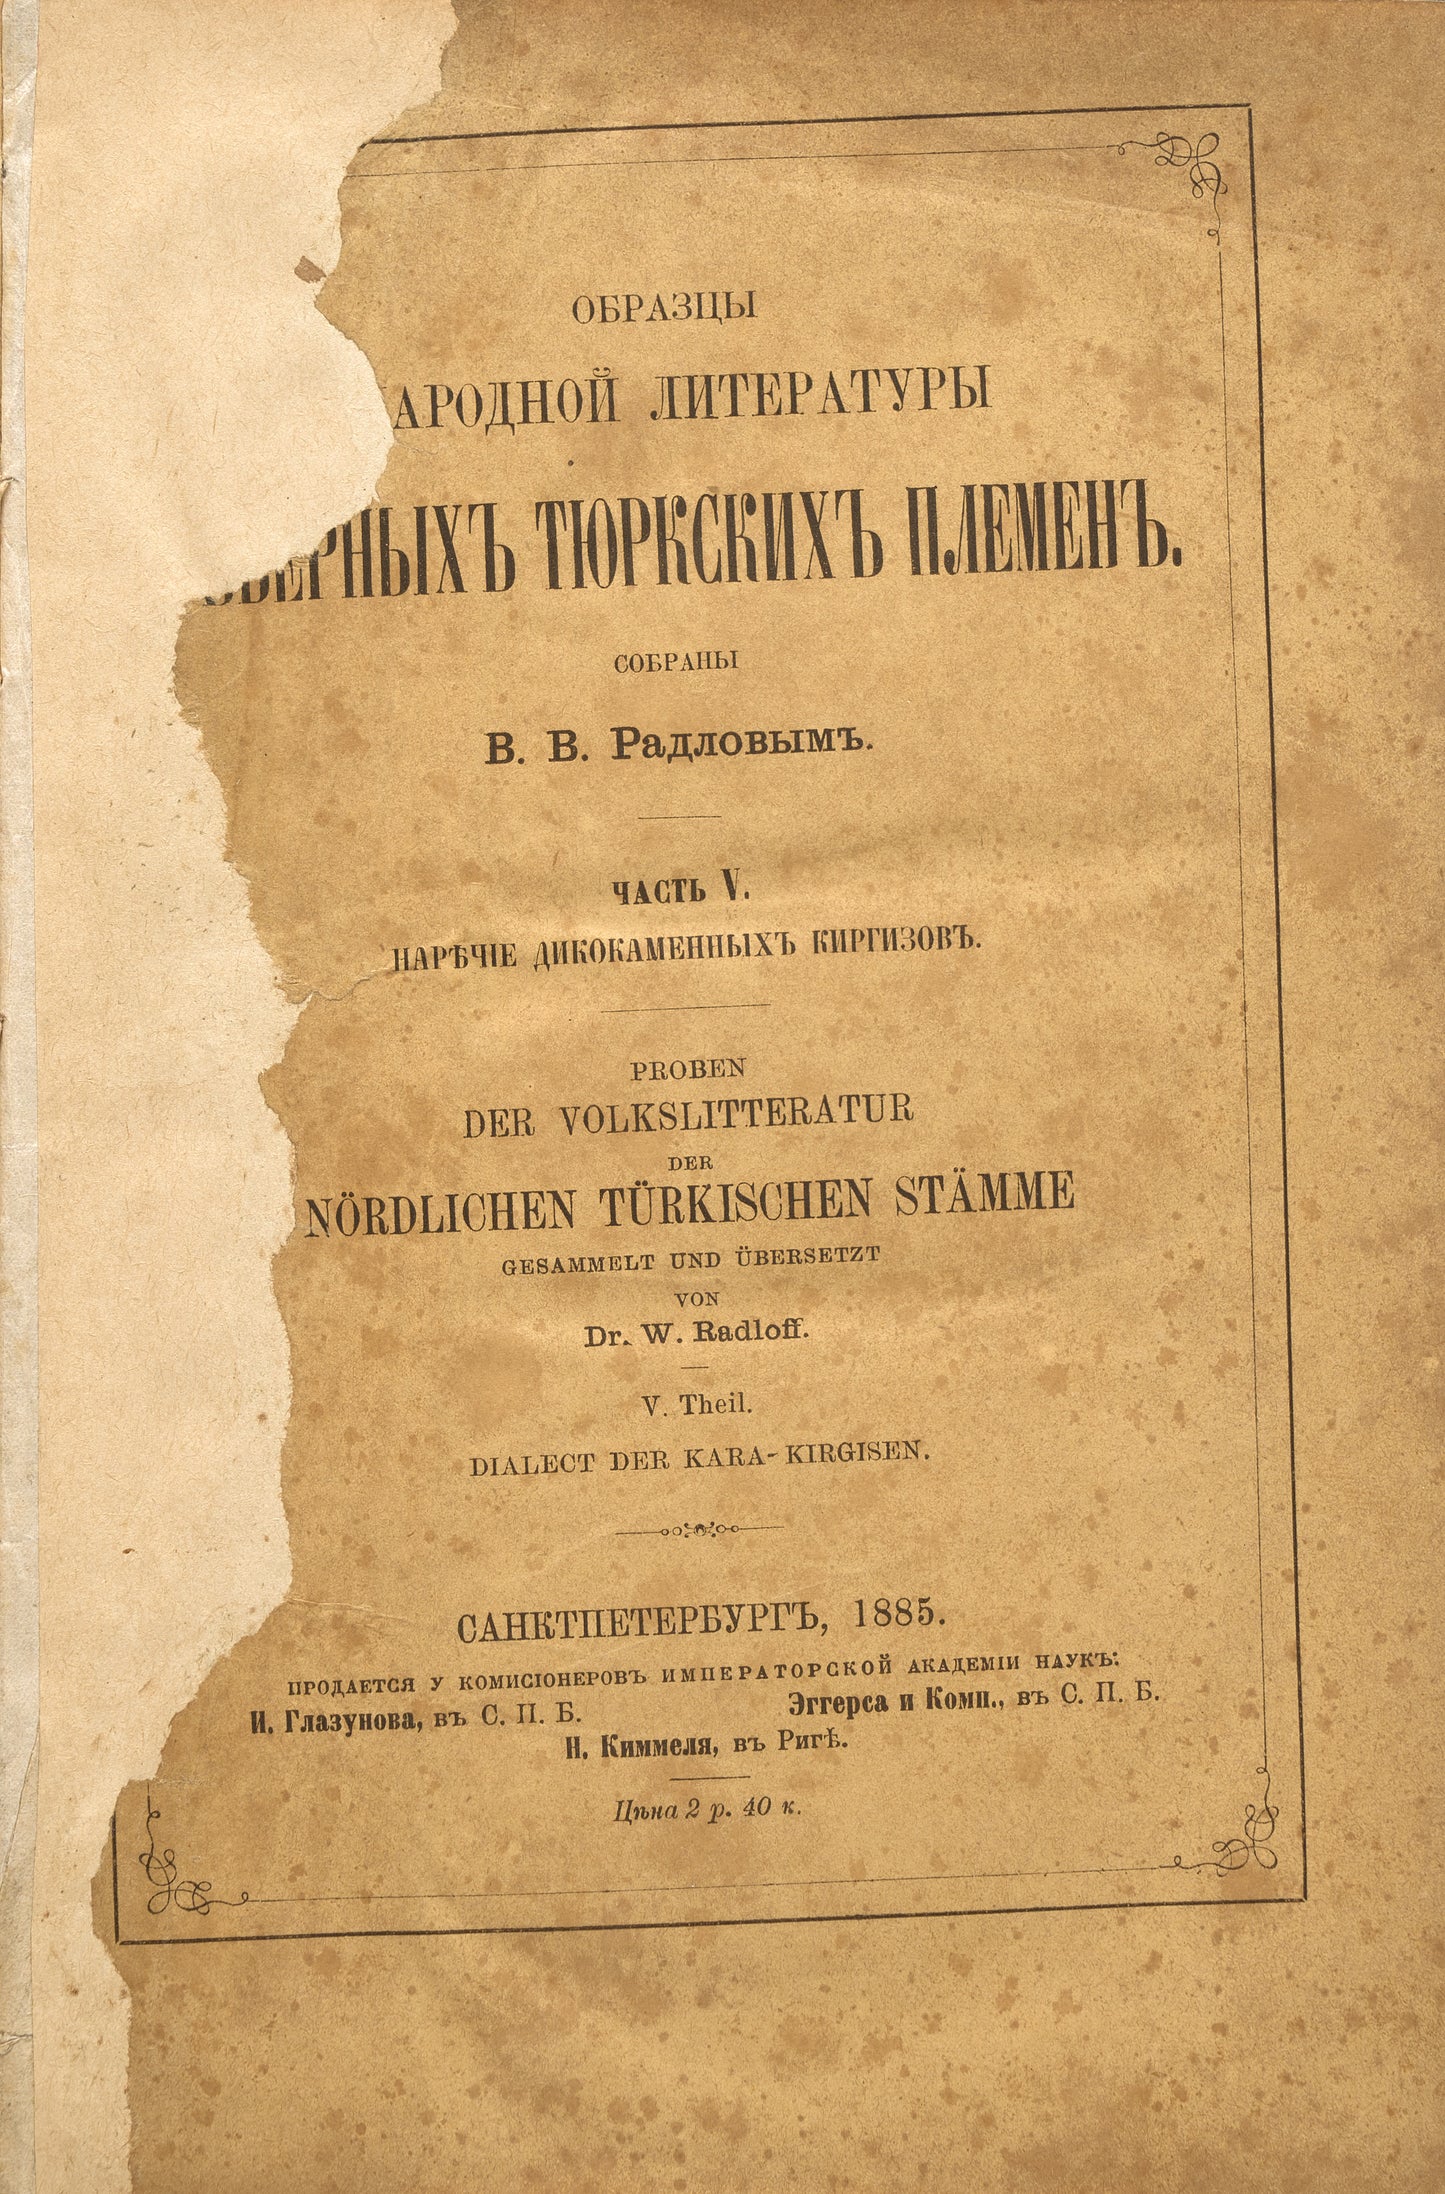 ОБРАЗЦЫ
АРОДНОЙ ЛИТЕРАТУРЫ
ВЕРНЫХЪ ТЮРКСКИХЪ ПЛЕМЕНЪ.
СОБРАНЫ
В. В. Радловымъ.
ЧАСТЬ V.
НАРѢЧІЕ ДИКОКАМЕННЫХЪ КИРГИЗОВЪ.
PROBEN
DER VOLKSLITTERATUR
DER
NÖRDLICHEN TÜRKISCHEN STÄMME
GESAMMELT UND ÜBERSETZT
VON
Dr. W. Radloff.
V. Theil.
DIALECT DER KARA-KIRGISEN.
САНКТПЕТЕРБУРГЪ, 1885.
ПРОДАЕТСЯ У КОМИСІОНЕРОВЪ ИМПЕРАТОРСКОЙ АКАДЕМІИ НАУКЪ:
И. Глазунова, въ С. П. Б. Эггерса и Комп., въ С. П. Б.
Н. Киммеля, въ Ригѣ.
Цѣна 2 р. 40 к.